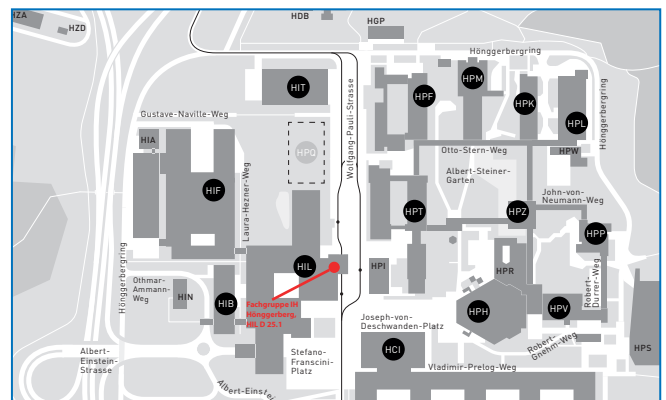 HZA
HZD
HDB
HGP
Hönggerbergring
HIT
HPF
HPM
HPK
HPL
Hönggerbergring
Gustave-Naville-Weg
Wolfgang-Pauli-Strasse
HIA
HPQ
Otto-Stern-Weg
HPW
Albert-Steiner-
Garten
HIF
Laura-Hezner-Weg
John-von-
Neumann-Weg
HPT
HPZ
HPP
Hönggerbergring
HIL
HPI
HPR
Robert-
Durrer-Weg
Othmar-
Ammann-
Weg
HIN
HIB
Fachgruppe IH
Hönggerberg,
HIL D 25.1
HPH
HPV
Joseph-von-
Deschwanden-Platz
Robert-
Gnehm-Weg
HPS
Albert-
Einstein-
Strasse
Stefano-
Franscini-
Platz
HCI
Vladimir-Prelog-Weg
Albert-Einstei